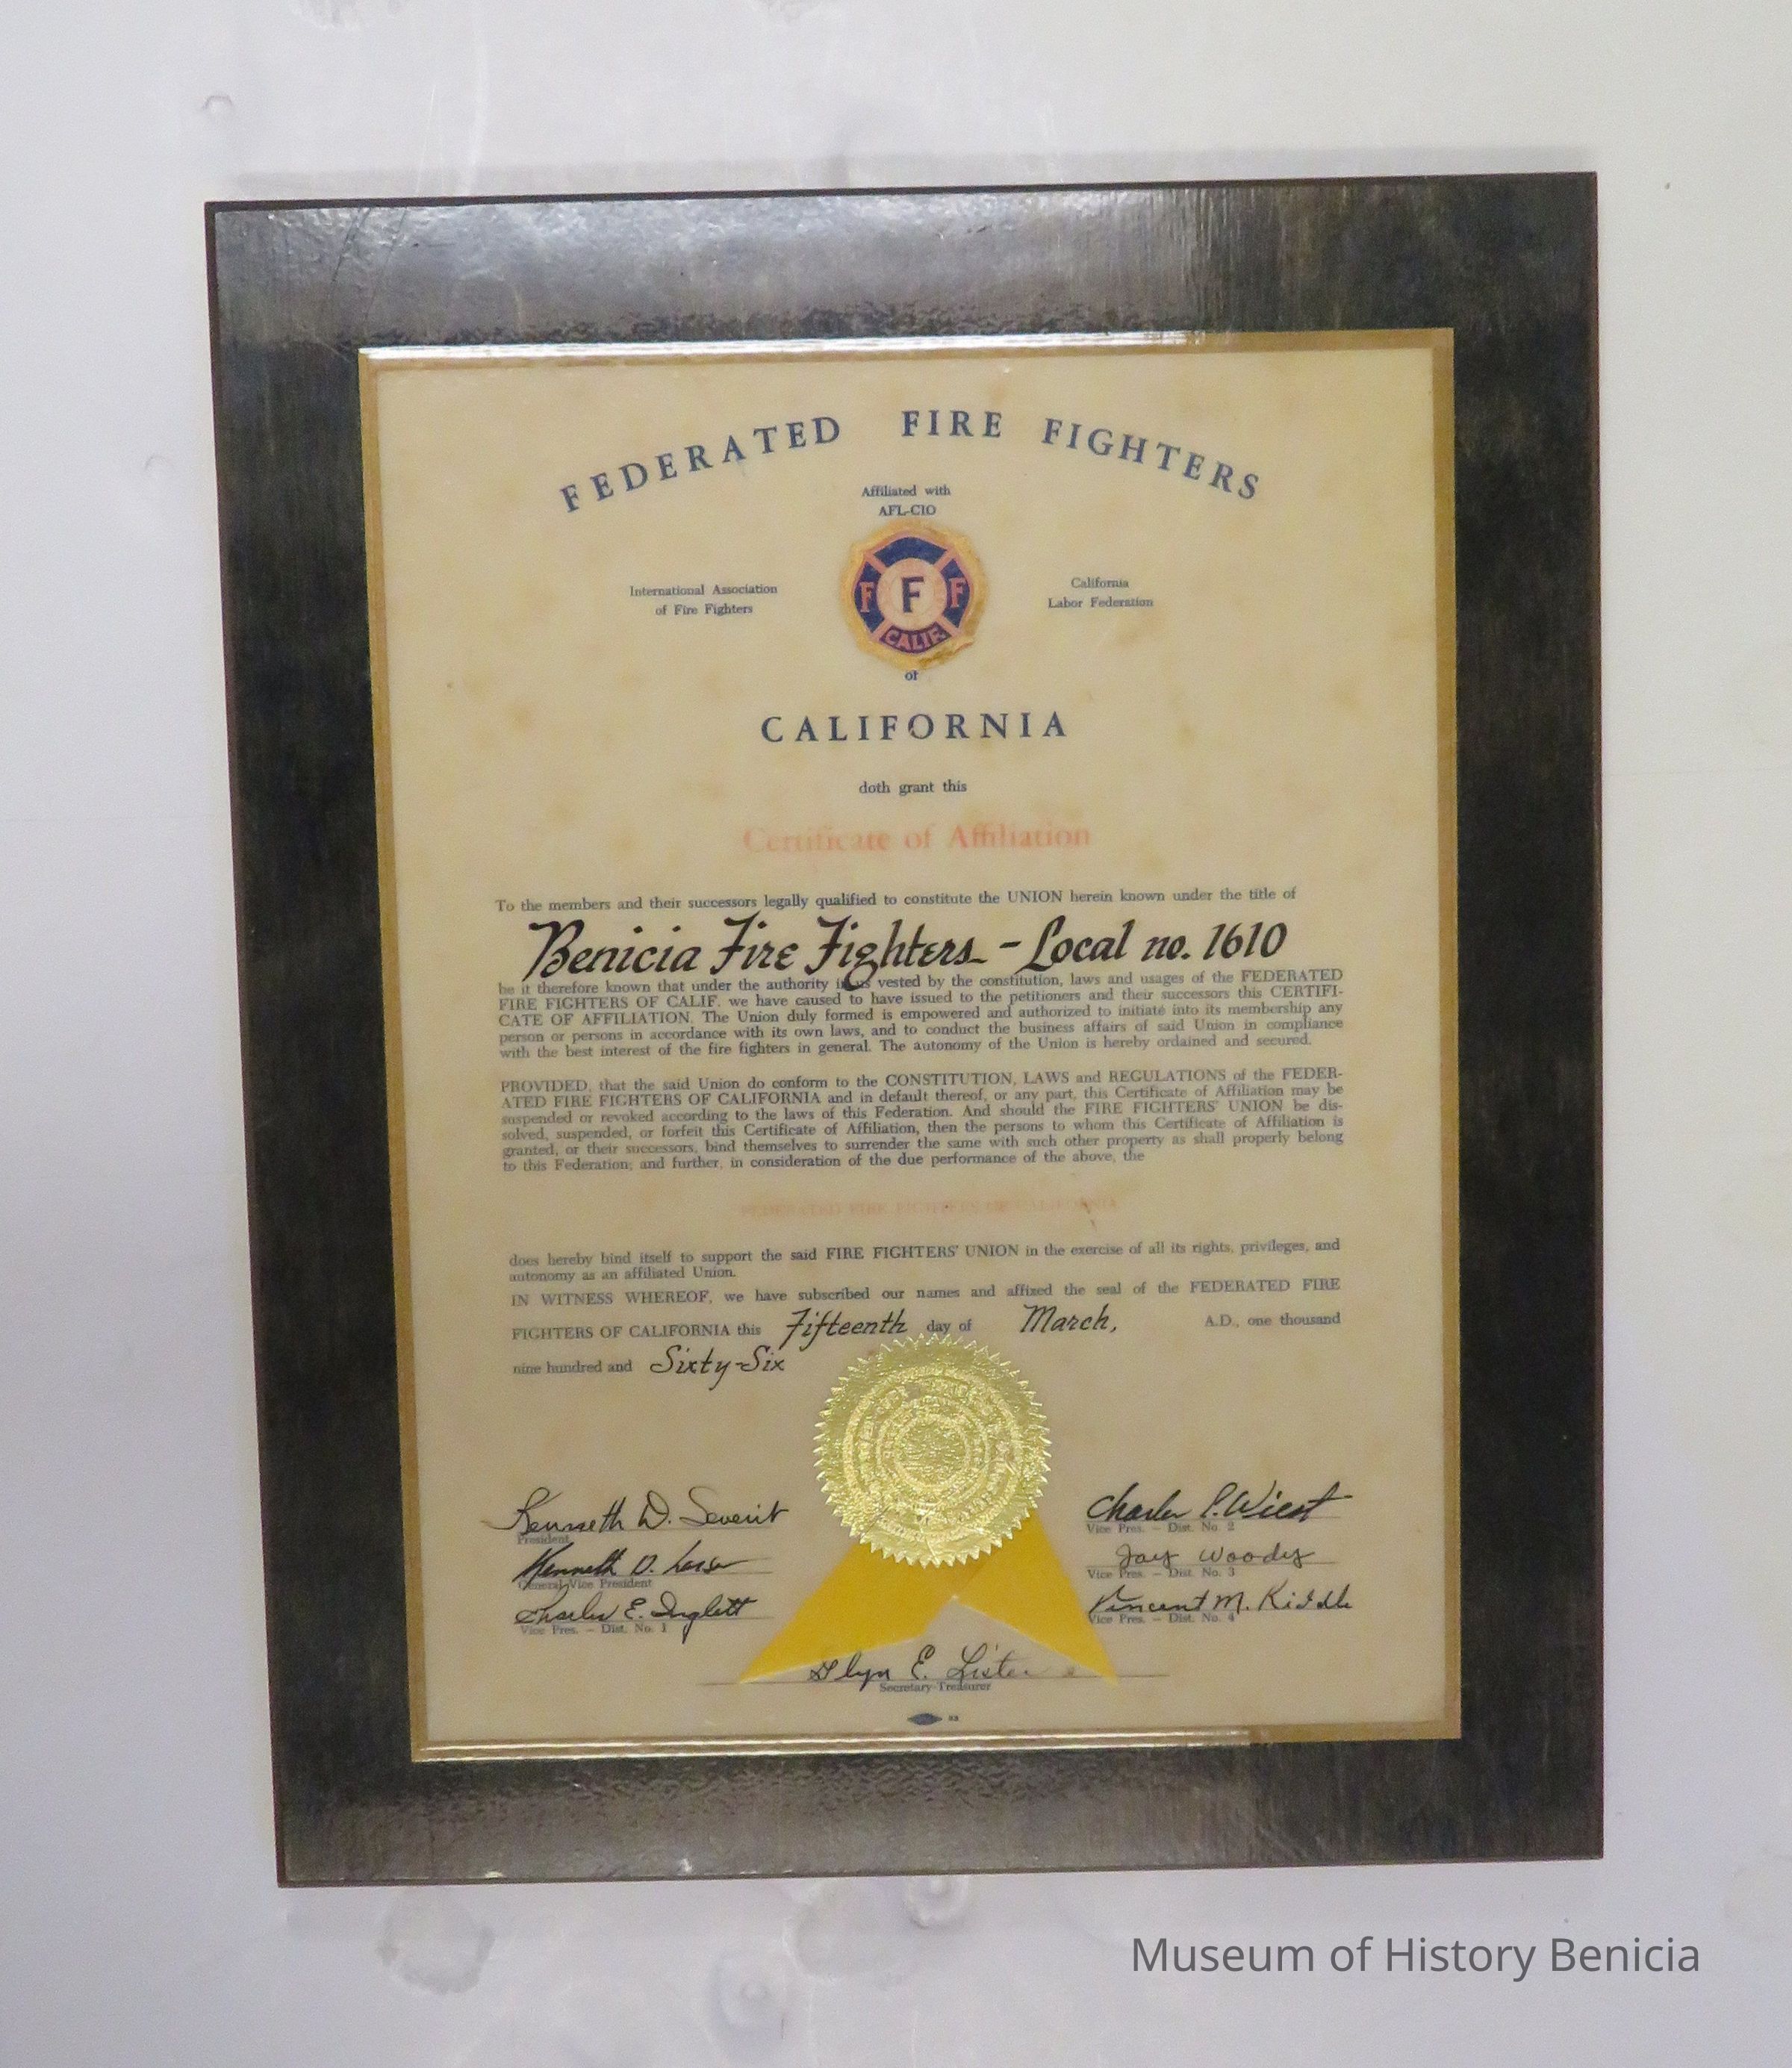 FEDERATED FIRE FIGHTERS
Affiliated with
AFL-CIO
International Association
of Fire Fighters
F F F
CALIF.
California
Labor Federation
of
CALIFORNIA
doth grant this
Certificate of Affiliation
To the members and their successors legally qualified to constitute the UNION herein known under the title of
Benicia Fire Fighters - Local no. 1610
be it therefore known that under the authority in us vested by the constitution, laws and usages of the FEDERATED
FIRE FIGHTERS OF CALIF. we have caused to have issued to the petitioners and their successors this CERTIFI-
CATE OF AFFILIATION. The Union duly formed is empowered and authorized to initiate into its membership any
person or persons in accordance with its own laws, and to conduct the business affairs of said Union in compliance
with the best interest of the fire fighters in general. The autonomy of the Union is hereby ordained and secured.
PROVIDED, that the said Union do conform to the CONSTITUTION, LAWS and REGULATIONS of the FEDER-
ATED FIRE FIGHTERS OF CALIFORNIA and in default thereof, or any part, this Certificate of Affiliation may be
suspended or revoked according to the laws of this Federation. And should the FIRE FIGHTERS' UNION be dis-
solved, suspended, or forfeit this Certificate of Affiliation, then the persons to whom this Certificate of Affiliation is
granted, or their successors, bind themselves to surrender the same with such other property as shall properly belong
to this Federation; and further, in consideration of the due performance of the above, the
FEDERATED FIRE FIGHTERS OF CALIFORNIA
does hereby bind itself to support the said FIRE FIGHTERS' UNION in the exercise of all its rights, privileges, and
autonomy as an affiliated Union.
IN WITNESS WHEREOF, we have subscribed our names and affixed the seal of the FEDERATED FIRE
FIGHTERS OF CALIFORNIA this Fifteenth day of March, A.D., one thousand
nine hundred and Sixty-Six
Kenneth D.
President
Kenneth D. Larson
General Vice President
Charles E. Inglett
Vice Pres. - Dist. No. 1
Charles P. Wiest
Vice Pres. - Dist. No. 2
Jay Woody
Vice Pres. - Dist. No. 3
Vincent M. Riddle
Vice Pres. - Dist. No. 4
Glyn E. Lister
Secretary-Treasurer
Museum of History Benicia